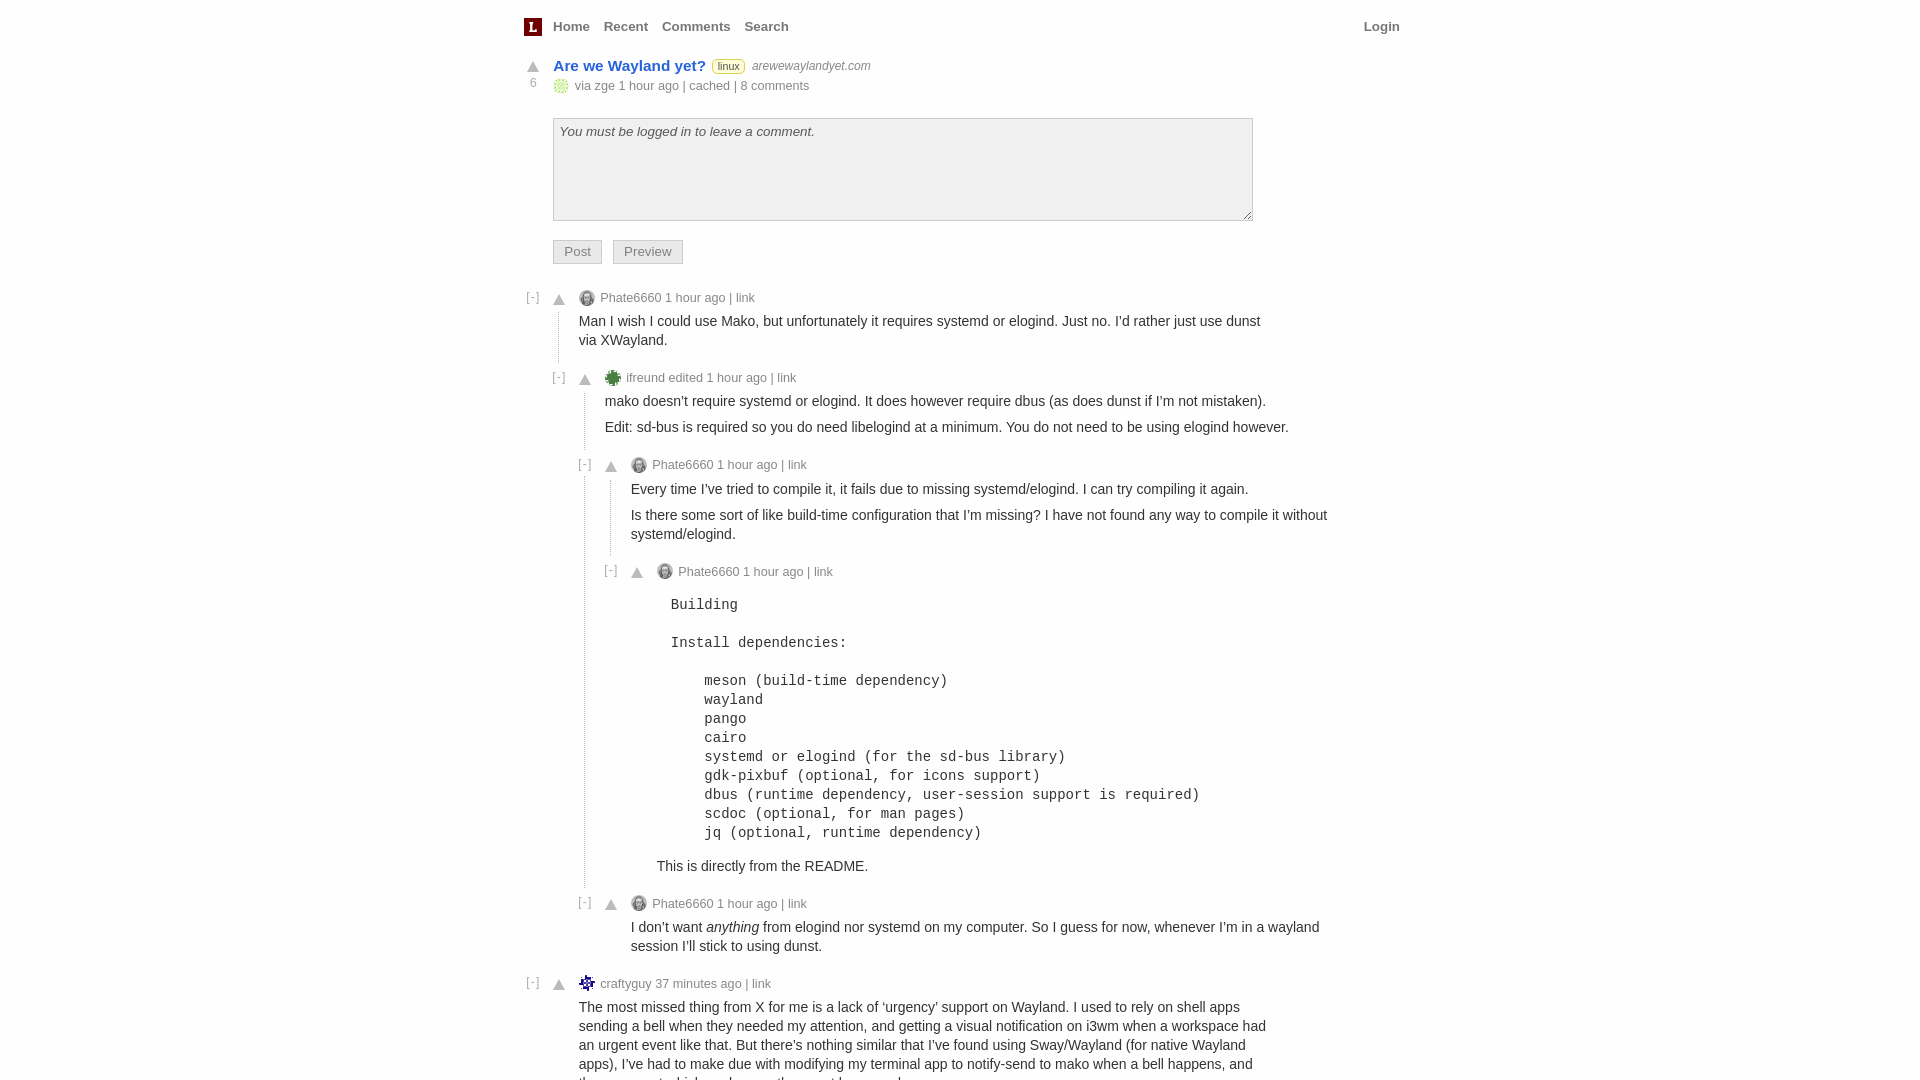 L Home Recent Comments Search Login
Are we Wayland yet? linux arewewaylandyet.com
6
via zge 1 hour ago | cached | 8 comments
You must be logged in to leave a comment.
Post Preview
[-] Phate6660 1 hour ago | link
Man I wish I could use Mako, but unfortunately it requires systemd or elogind. Just no. I’d rather just use dunst
via XWayland.
[-] ifreund edited 1 hour ago | link
mako doesn’t require systemd or elogind. It does however require dbus (as does dunst if I’m not mistaken).
Edit: sd-bus is required so you do need libelogind at a minimum. You do not need to be using elogind however.
[-] Phate6660 1 hour ago | link
Every time I’ve tried to compile it, it fails due to missing systemd/elogind. I can try compiling it again.
Is there some sort of like build-time configuration that I’m missing? I have not found any way to compile it without
systemd/elogind.
[-] Phate6660 1 hour ago | link
Building
Install dependencies:
meson (build-time dependency)
wayland
pango
cairo
systemd or elogind (for the sd-bus library)
gdk-pixbuf (optional, for icons support)
dbus (runtime dependency, user-session support is required)
scdoc (optional, for man pages)
jq (optional, runtime dependency)
This is directly from the README.
[-] Phate6660 1 hour ago | link
I don’t want anything from elogind nor systemd on my computer. So I guess for now, whenever I’m in a wayland
session I’ll stick to using dunst.
[-] craftyguy 37 minutes ago | link
The most missed thing from X for me is a lack of ‘urgency’ support on Wayland. I used to rely on shell apps
sending a bell when they needed my attention, and getting a visual notification on i3wm when a workspace had
an urgent event like that. But there’s nothing similar that I’ve found using Sway/Wayland (for native Wayland
apps), I’ve had to make due with modifying my terminal app to notify-send to mako when a bell happens, and